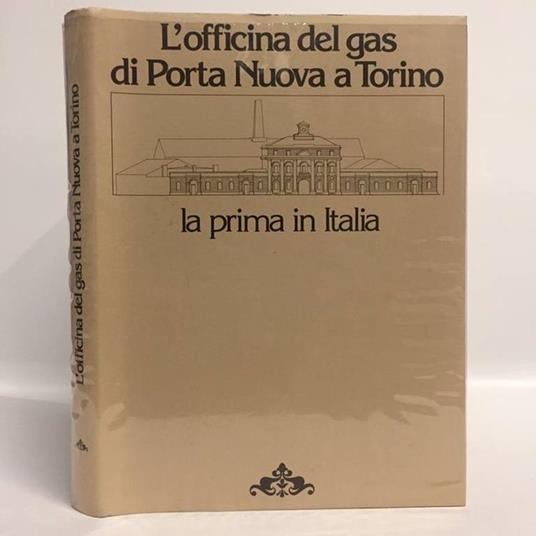 L'officina del gas
di Porta Nuova a Torino
la prima in Italia
L'officina del gas di Porta Nuova a Torino